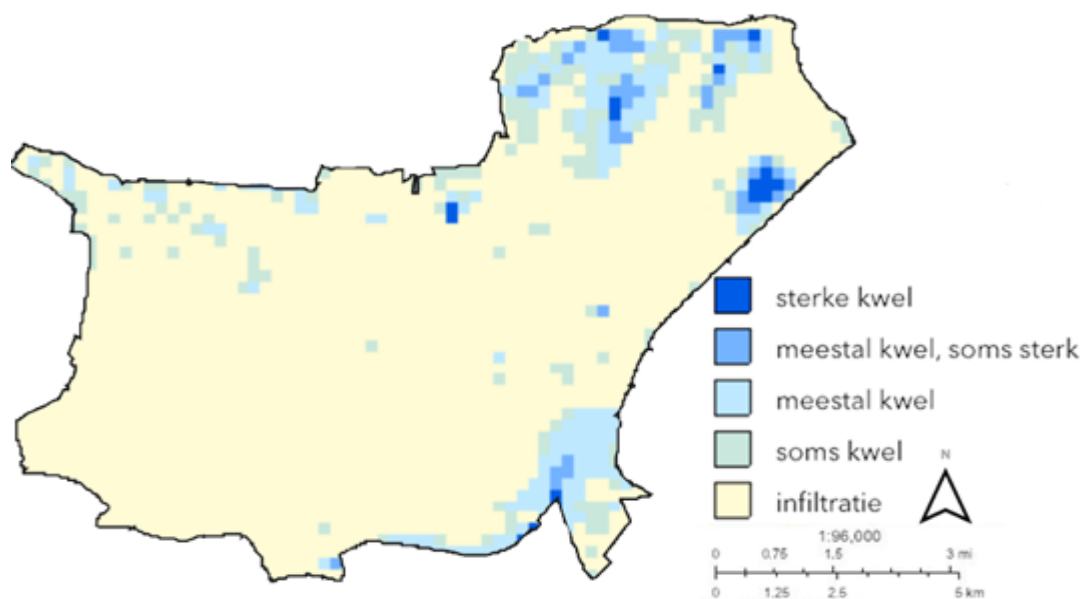 sterke kwel
meestal kwel, soms sterk
meestal kwel
soms kwel
infiltratie
N
1:96,000
0 0.75 1.5 3 mi
0 1.25 2.5 5 km